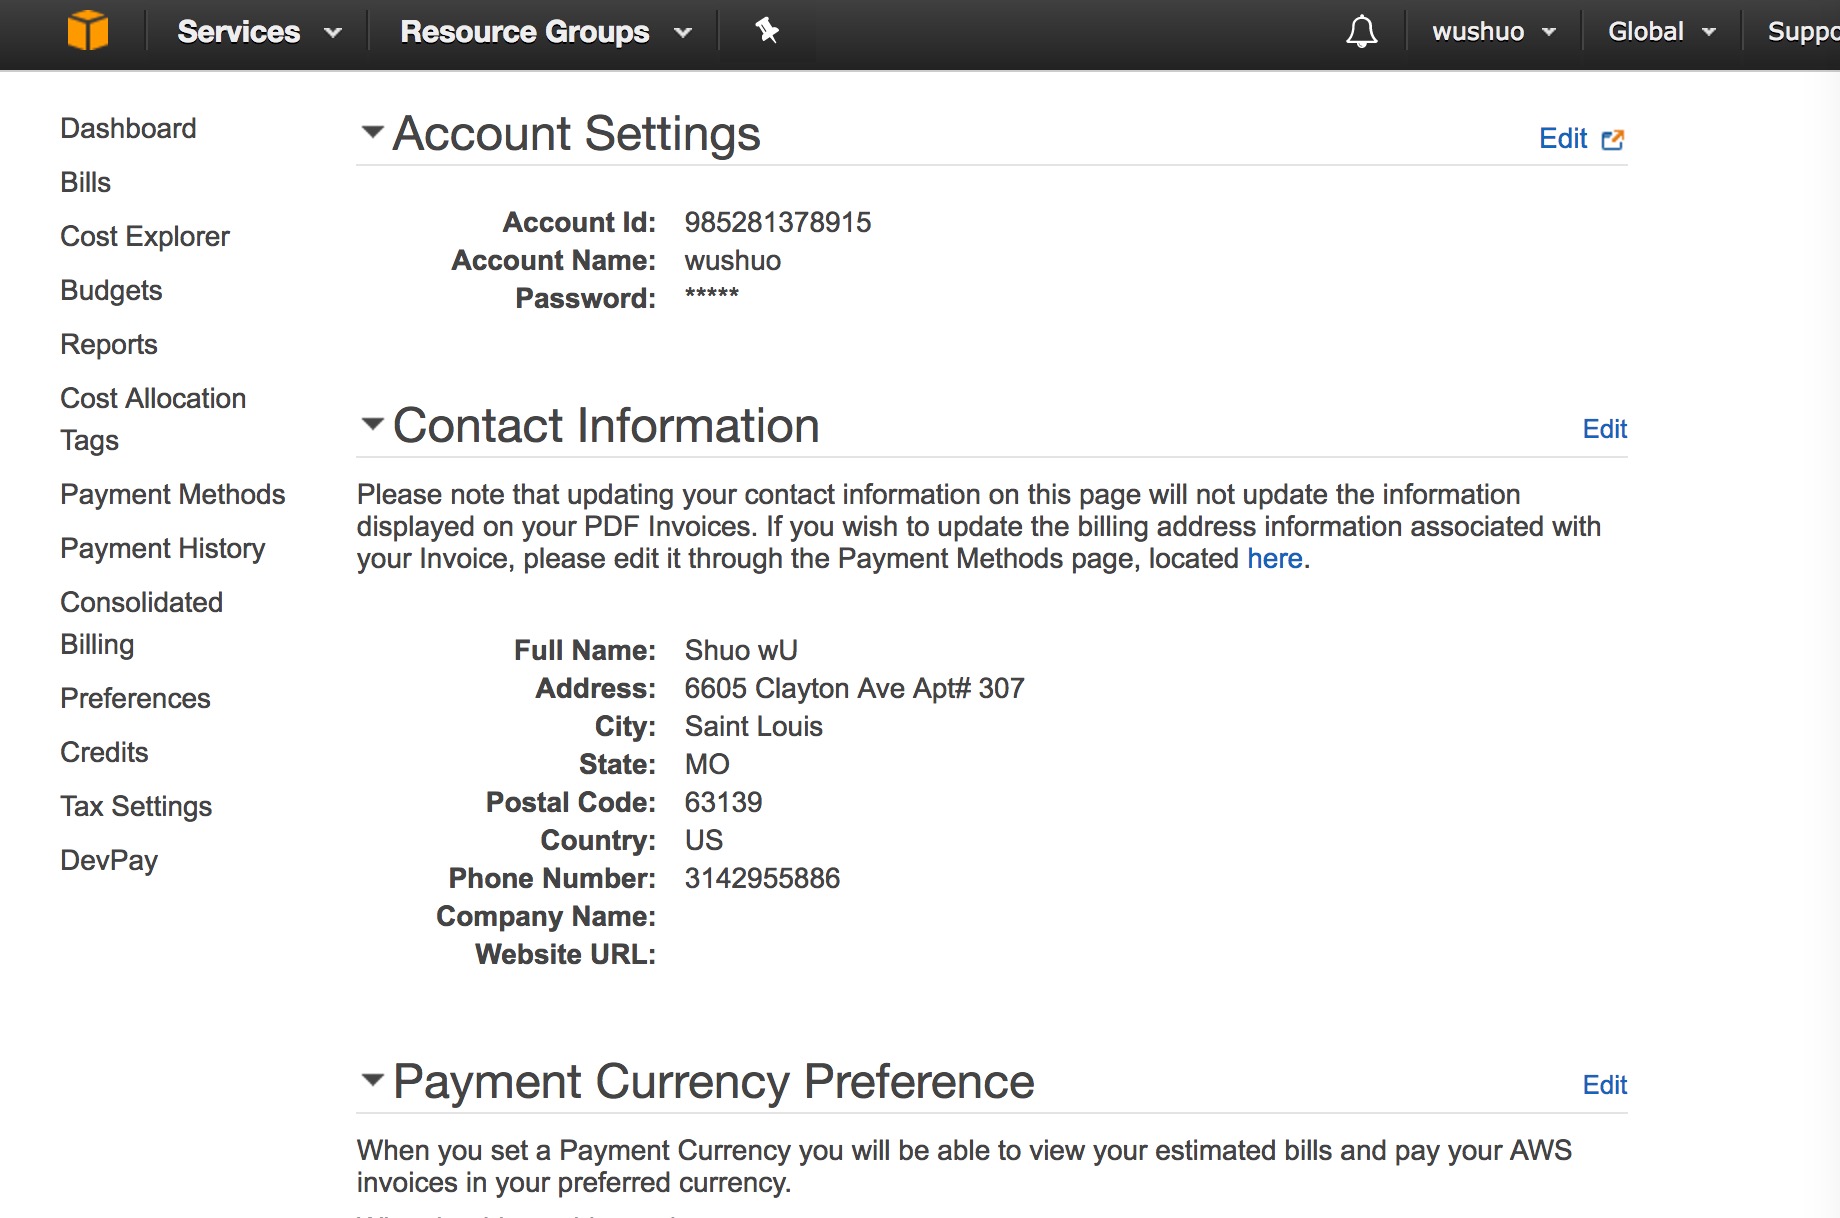 Services Resource Groups wushuo Global Suppo
Dashboard
Bills
Cost Explorer
Budgets
Reports
Cost Allocation
Tags
Payment Methods
Payment History
Consolidated
Billing
Preferences
Credits
Tax Settings
DevPay
Account Settings Edit
Account Id: 985281378915
Account Name: wushuo
Password: *****
Contact Information Edit
Please note that updating your contact information on this page will not update the information
displayed on your PDF Invoices. If you wish to update the billing address information associated with
your Invoice, please edit it through the Payment Methods page, located here.
Full Name: Shuo wU
Address: 6605 Clayton Ave Apt# 307
City: Saint Louis
State: MO
Postal Code: 63139
Country: US
Phone Number: 3142955886
Company Name:
Website URL:
Payment Currency Preference Edit
When you set a Payment Currency you will be able to view your estimated bills and pay your AWS
invoices in your preferred currency.